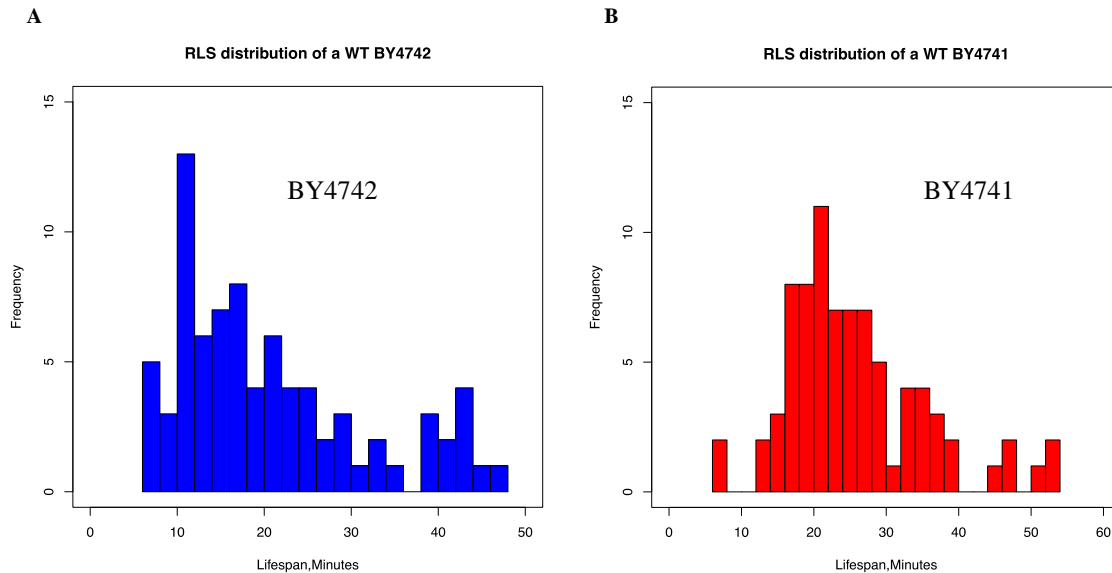 A
RLS distribution of a WT BY4742
15
10
5
0
Frequency
BY4742
0 10 20 30 40 50
Lifespan,Minutes
B
RLS distribution of a WT BY4741
15
10
5
0
Frequency
BY4741
0 10 20 30 40 50 60
Lifespan,Minutes